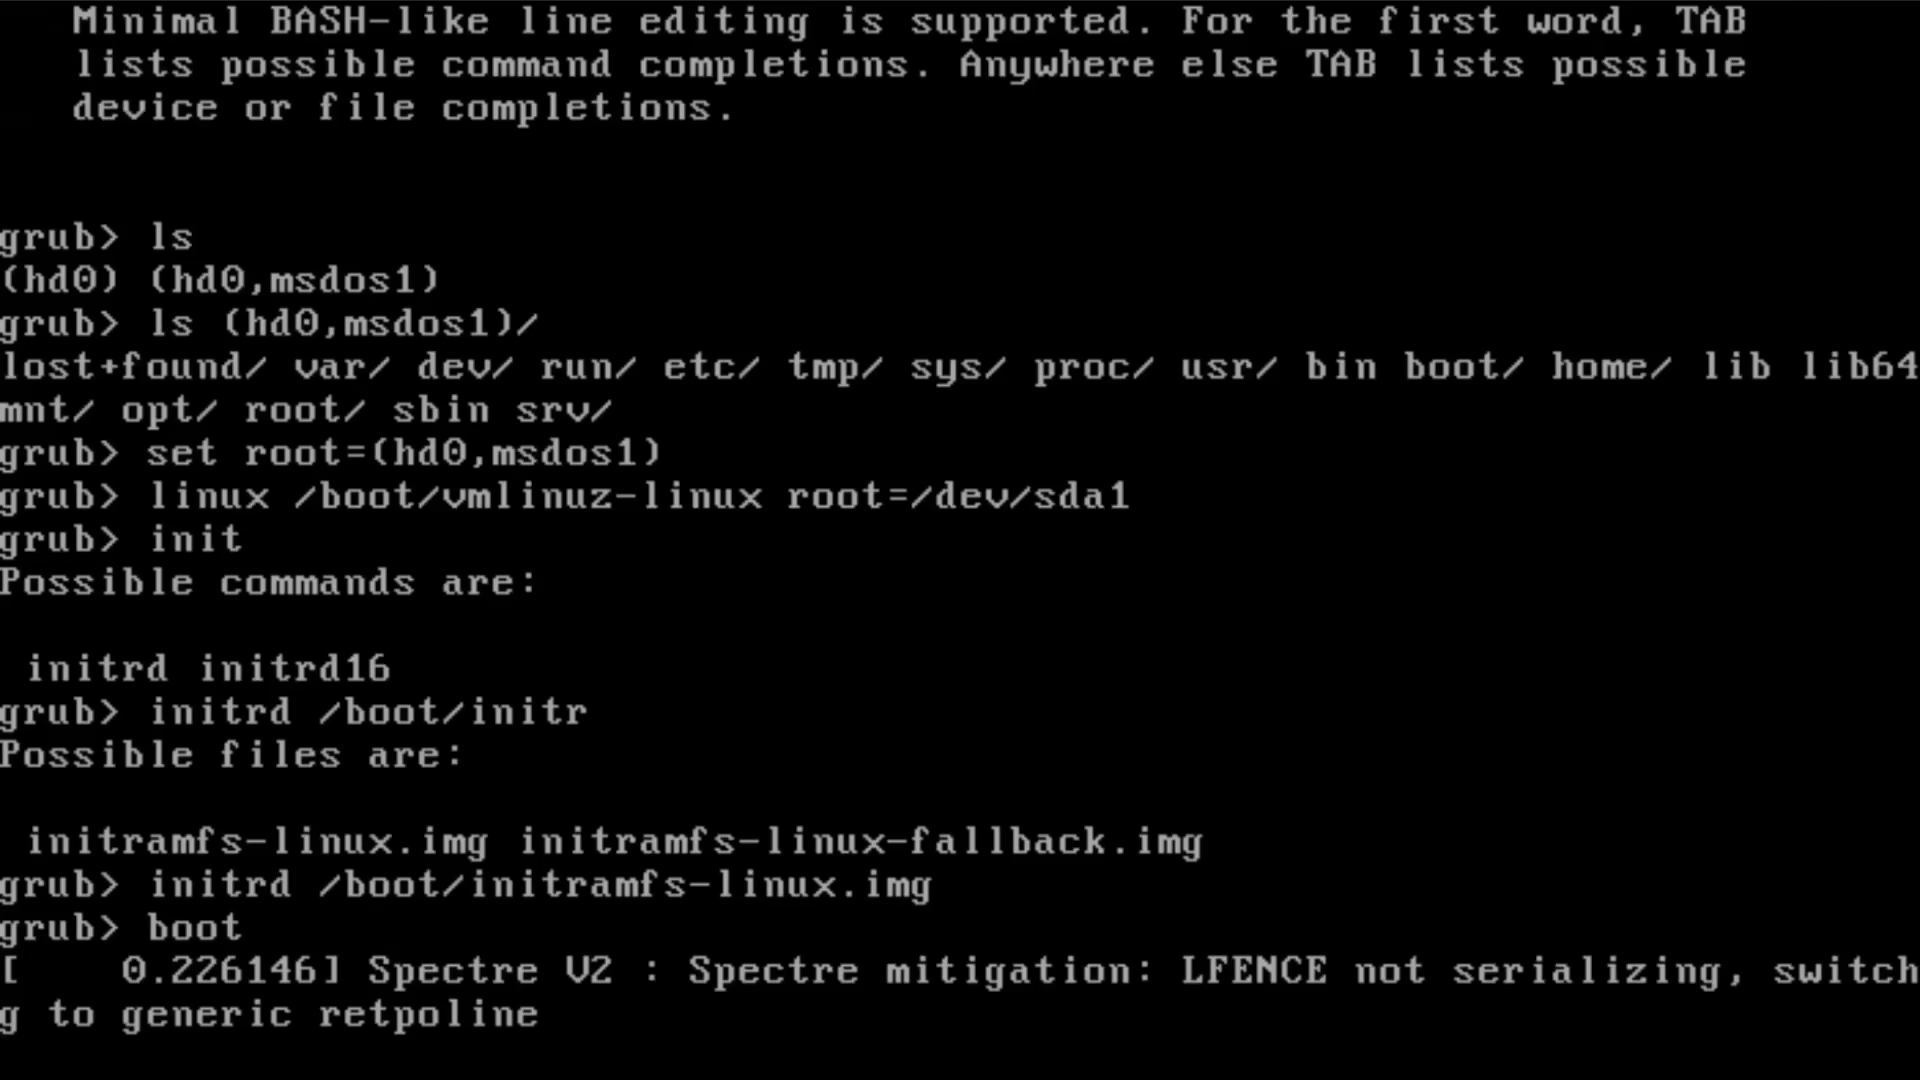 Minimal BASH-like line editing is supported. For the first word, TAB
lists possible command completions. Anywhere else TAB lists possible
device or file completions.
grub> ls
(hd0) (hd0,msdos1)
grub> ls (hd0,msdos1)/
lost+found/ var/ dev/ run/ etc/ tmp/ sys/ proc/ usr/ bin boot/ home/ lib lib64
mnt/ opt/ root/ sbin srv/
grub> set root=(hd0,msdos1)
grub> linux /boot/vmlinuz-linux root=/dev/sda1
grub> init
Possible commands are:
initrd initrd16
grub> initrd /boot/initr
Possible files are:
initramfs-linux.img initramfs-linux-fallback.img
grub> initrd /boot/initramfs-linux.img
grub> boot
[    0.226146] Spectre V2 : Spectre mitigation: LFENCE not serializing, switch
g to generic retpoline